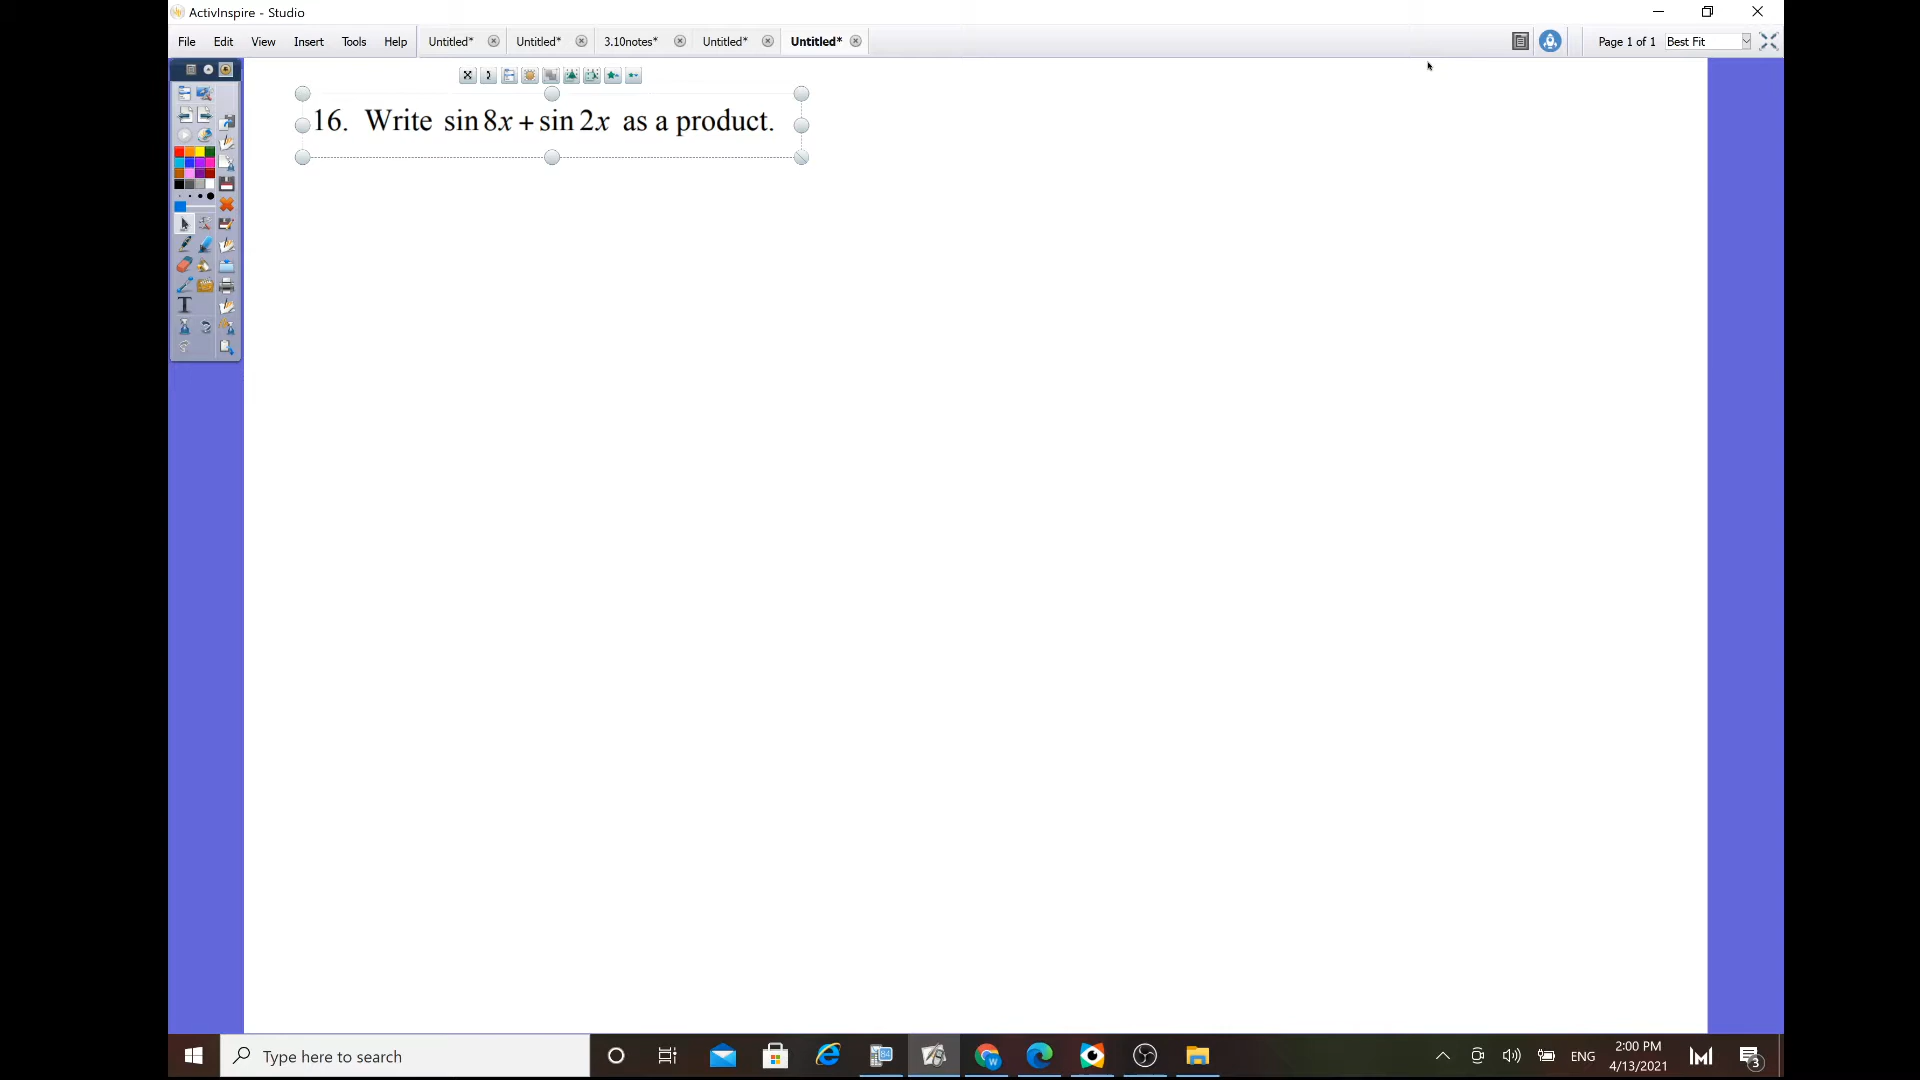 ActivInspire - Studio
File Edit View Insert Tools Help Untitled* Untitled* 3.10notes* Untitled* Untitled* Page 1 of 1 Best Fit
16. Write sin 8x + sin 2x as a product.
T
Type here to search
84
W
ENG
2:00 PM
4/13/2021
3